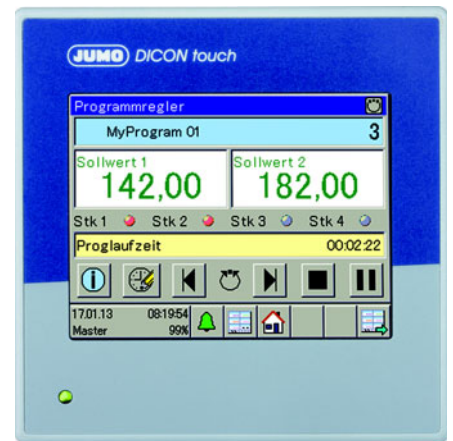 JUMO DICON touch
Programmregler
MyProgram 01 3
Sollwert 1 Sollwert 2
142,00 182,00
Stk 1 Stk 2 Stk 3 Stk 4
Proglaufzeit 00:02:22
17.01.13 08:19:54
Master 99%